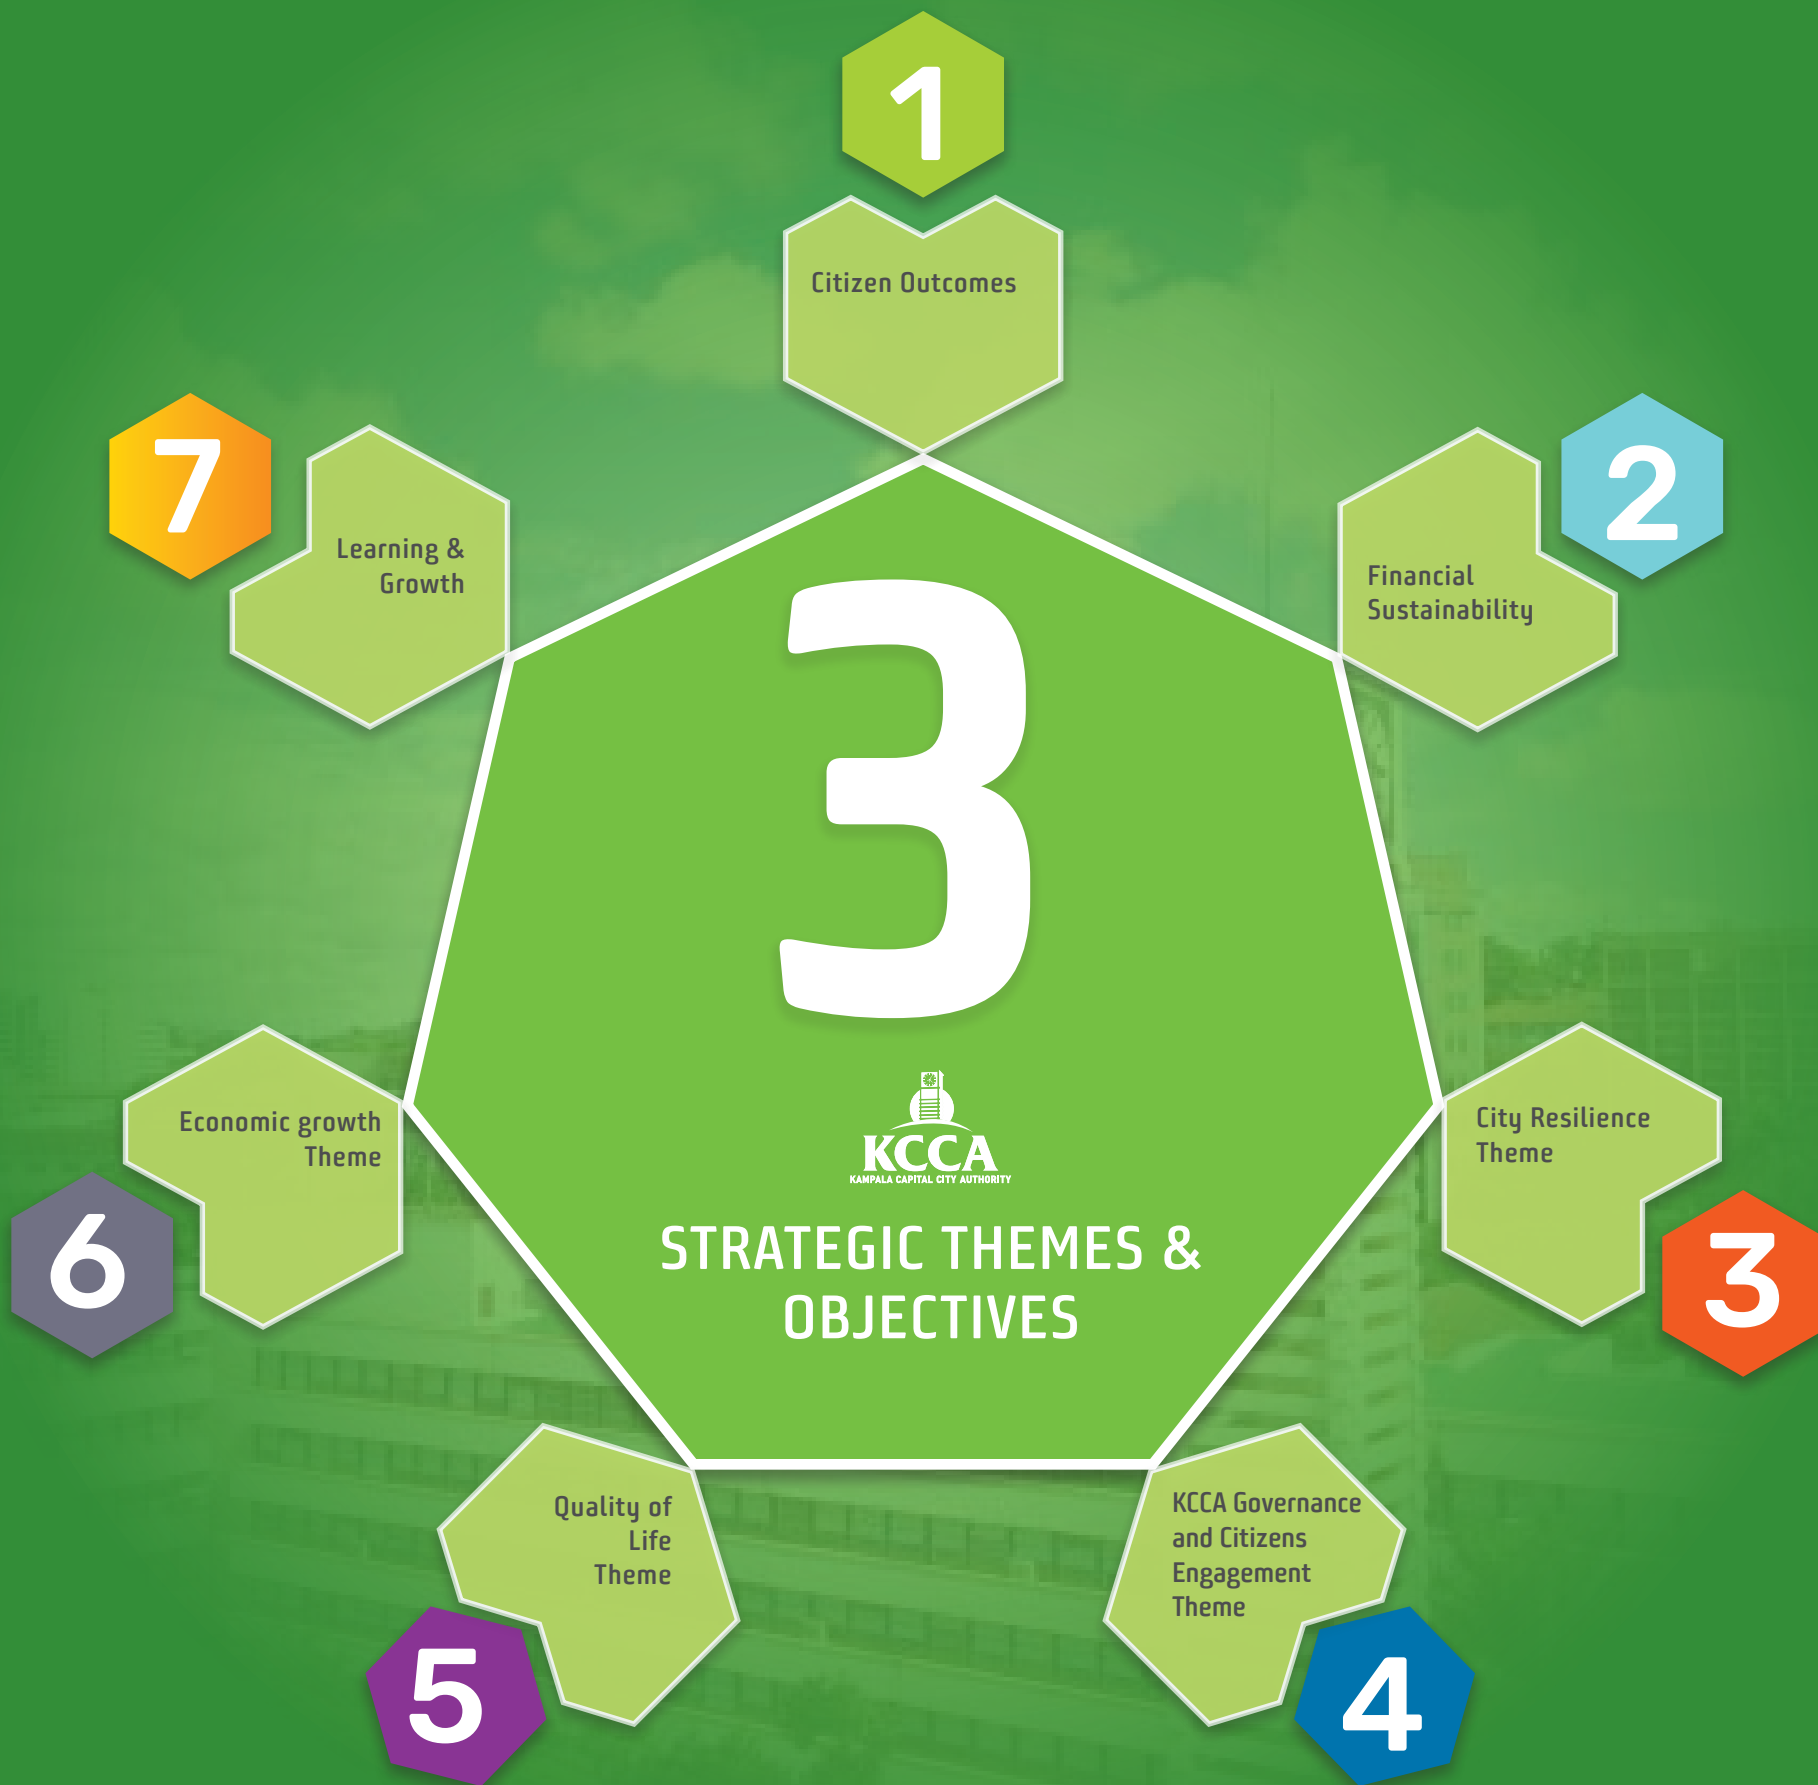 1
Citizen Outcomes
2
Financial
Sustainability
3
City Resilience
Theme
4
KCCA Governance
and Citizens
Engagement
Theme
5
Quality of
Life
Theme
6
Economic growth
Theme
7
Learning &
Growth
3
KCCA
KAMPALA CAPITAL CITY AUTHORITY
STRATEGIC THEMES &
OBJECTIVES